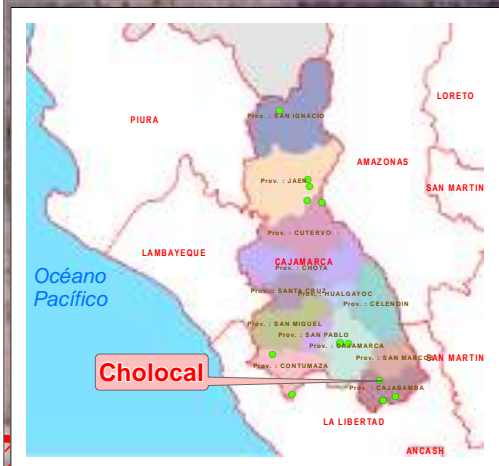 LORETO
PIURA
Prov. : SAN IGNACIO
AMAZONAS
Prov. : JAEN
SAN MARTIN
Prov. : CUTERVO
LAMBAYEQUE
CAJAMARCA
Prov. : CHOTA
Océano
Pacífico
Prov. : SANTA CRUZ
Prov. : HUALGAYOC
Prov. : CELENDIN
Prov. : SAN MIGUEL
Prov. : SAN PABLO
Prov. : CAJAMARCA
Prov. : SAN MARCOS
SAN MARTIN
Prov. : CONTUMAZA
Cholocal
Prov. : CAJABAMBA
LA LIBERTAD
ANCASH